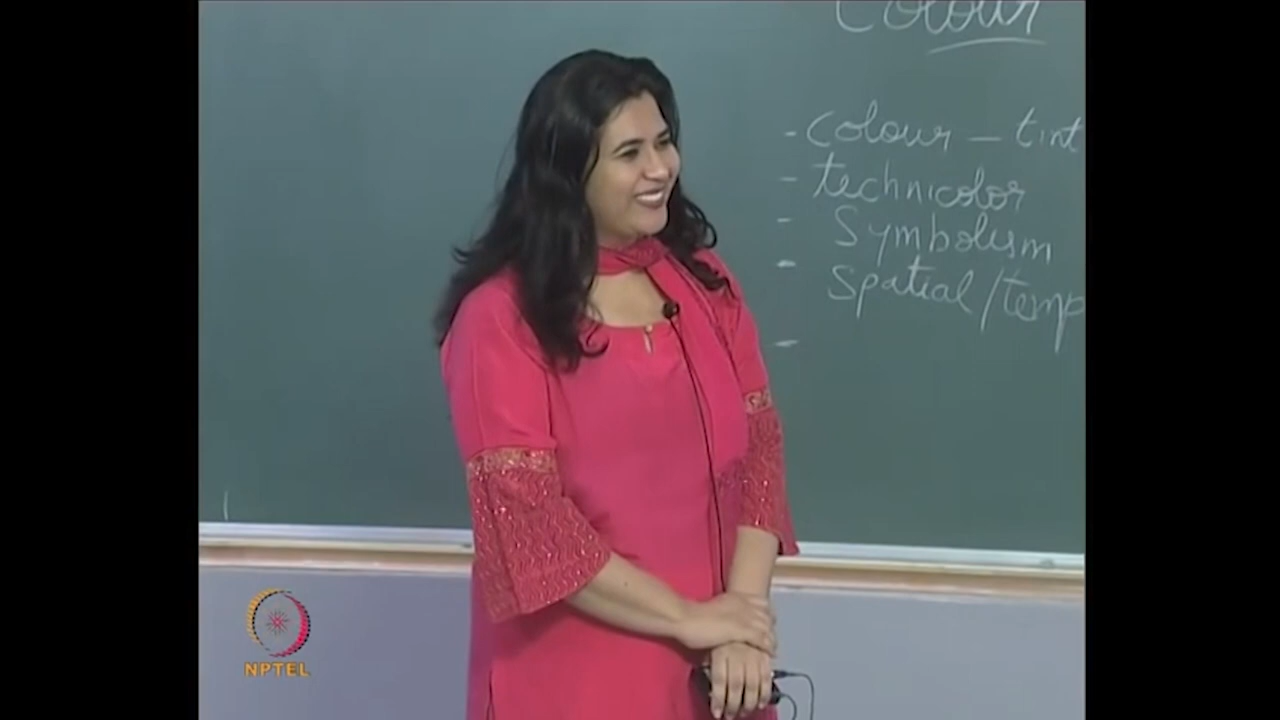 Colour
- Colour - tint
- technicolor
- Symbolism
- Spatial/temp
-
NPTEL